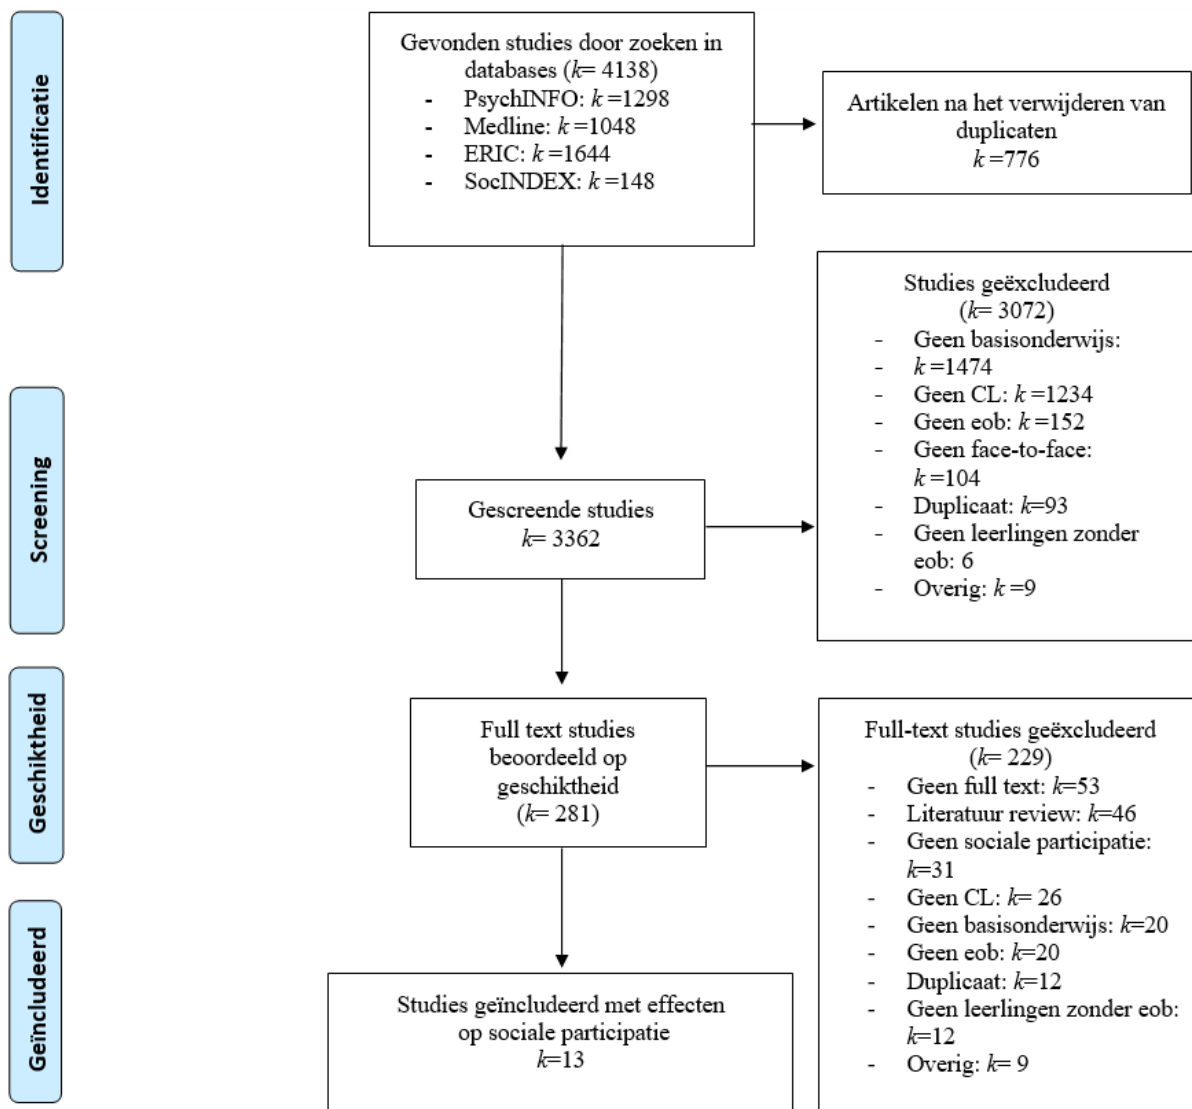 Identificatie
Gevonden studies door zoeken in
databases (k= 4138)
- PsychINFO: k =1298
- Medline: k =1048
- ERIC: k =1644
- SocINDEX: k =148
Artikelen na het verwijderen van
duplicaten
k =776
Screening
Gescreende studies
k= 3362
Studies geëxcludeerd
(k= 3072)
- Geen basisonderwijs:
- k =1474
- Geen CL: k =1234
- Geen eob: k =152
- Geen face-to-face:
k =104
- Duplicaat: k=93
- Geen leerlingen zonder
eob: 6
- Overig: k =9
Geschiktheid
Full text studies
beoordeeld op
geschiktheid
(k= 281)
Full-text studies geëxcludeerd
(k= 229)
- Geen full text: k=53
- Literatuur review: k=46
- Geen sociale participatie:
k=31
- Geen CL: k= 26
- Geen basisonderwijs: k=20
- Geen eob: k=20
- Duplicaat: k=12
- Geen leerlingen zonder eob:
k=12
- Overig: k= 9
Geïncludeerd
Studies geïncludeerd met effecten
op sociale participatie
k=13